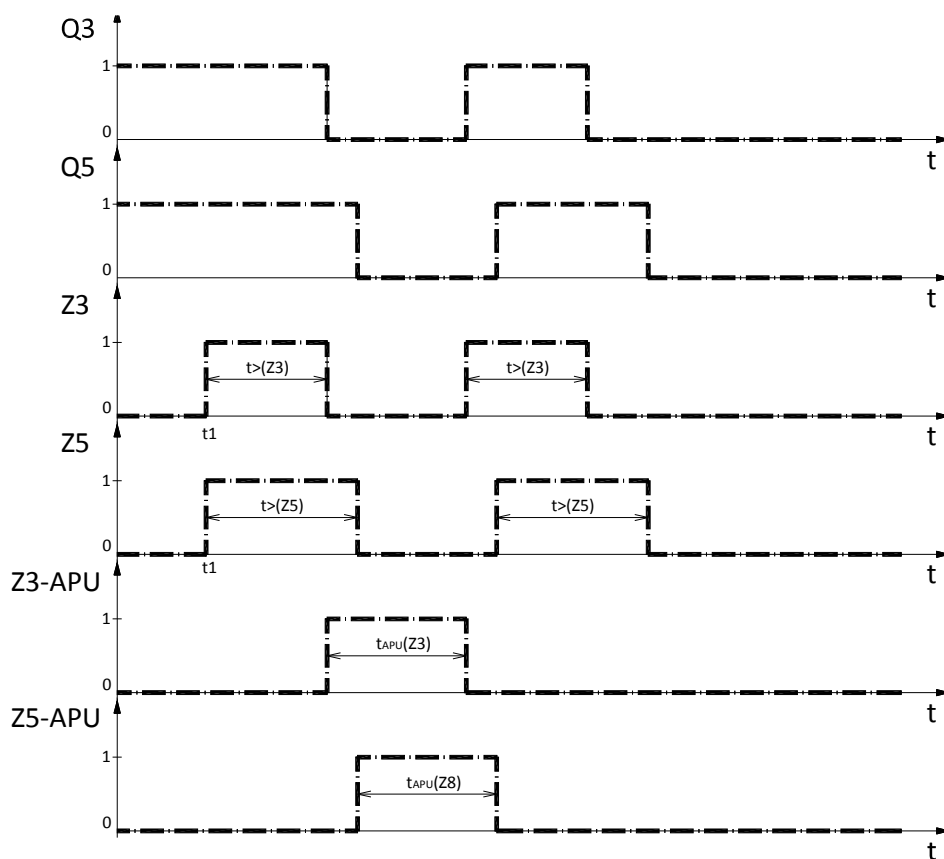 Q3
1
0
t
Q5
1
0
t
Z3
1
t>(Z3) t>(Z3)
0
t1
t
Z5
1
t>(Z5) t>(Z5)
0
t1
t
Z3-APU
1
tAPU(Z3)
0
t
Z5-APU
1
tAPU(Z8)
0
t